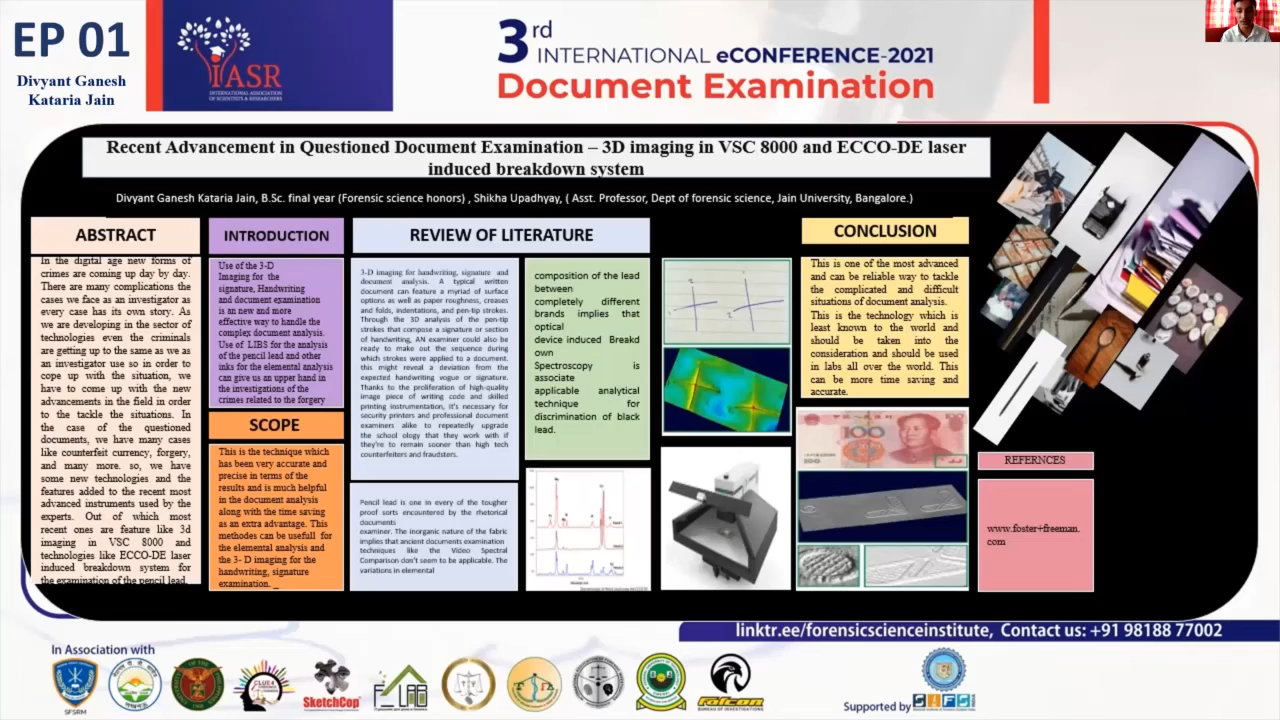 EP 01
Divyant Ganesh
Kataria Jain
iASR
INTERNATIONAL ASSOCIATION
OF SCIENTISTS & RESEARCHERS
3rd
INTERNATIONAL eCONFERENCE-2021
Document Examination
Recent Advancement in Questioned Document Examination – 3D imaging in VSC 8000 and ECCO-DE laser
induced breakdown system
Divyant Ganesh Kataria Jain, B.Sc. final year (Forensic science honors) , Shikha Upadhyay, ( Asst. Professor, Dept of forensic science, Jain University, Bangalore.)
ABSTRACT
In the digital age new forms of
crimes are coming up day by day.
There are many complications the
cases we face as an investigator as
every case has its own story. As
we are developing in the sector of
technologies even the criminals
are getting up to the same as we as
an investigator use so in order to
cope up with the situation, we
have to come up with the new
advancements in the field in order
to the tackle the situations. In
the case of the questioned
documents, we have many cases
like counterfeit currency, forgery,
and many more. so, we have
some new technologies and the
features added to the recent most
advanced instruments used by the
experts. Out of which most
recent ones are feature like 3d
imaging in VSC 8000 and
technologies like ECCO-DE laser
induced breakdown system for
the examination of the pencil lead.
INTRODUCTION
Use of the 3-D
Imaging for the
signature, Handwriting
and document examination
is an new and more
effective way to handle the
complex document analysis.
Use of LIBS for the analysis
of the pencil lead and other
inks for the elemental analysis
can give us an upper hand in
the investigations of the
crimes related to the forgery
SCOPE
This is the technique which
has been very accurate and
precise in terms of the
results and is much helpful
in the document analysis
along with the time saving
as an extra advantage. This
methodes can be usefull for
the elemental analysis and
the 3- D imaging for the
handwriting, signature
examination. _
REVIEW OF LITERATURE
3-D imaging for handwriting, signature and
document analysis. A typical written
document can feature a myriad of surface
options as well as paper roughness, creases
and folds, indentations, and pen-tip strokes.
Through the 3D analysis of the pen-tip
strokes that compose a signature or section
of handwriting, AN examiner could also be
ready to make out the sequence during
which strokes were applied to a document.
this might reveal a deviation from the
expected handwriting vogue or signature.
Thanks to the proliferation of high-quality
image piece of writing code and skilled
printing instrumentation, it's necessary for
security printers and professional document
examiners alike to repeatedly upgrade
the school ology that they work with if
they're to remain sooner than high tech
counterfeiters and fraudsters.
Pencil lead is one in every of the tougher
proof sorts encountered by the rhetorical
documents
examiner. The inorganic nature of the fabric
implies that ancient documents examination
techniques like the Video Spectral
Comparison don't seem to be applicable. The
variations in elemental
composition of the lead
between
completely different
brands implies that
optical
device induced Breakd
own
Spectroscopy is
associate
applicable analytical
technique for
discrimination of black
lead.
CONCLUSION
This is one of the most advanced
and can be reliable way to tackle
the complicated and difficult
situations of document analysis.
This is the technology which is
least known to the world and
should be taken into the
consideration and should be used
in labs all over the world. This
can be more time saving and
accurate.
100
REFERNCES
www.foster+freeman.
com
linktr.ee/forensicscienceinstitute, Contact us: +91 98188 77002
In Association with
SFSRM
CLUE4
SketchCop
F LAB
Falcon
BUREAU OF INVESTIGATIONS
Supported by
SIFS